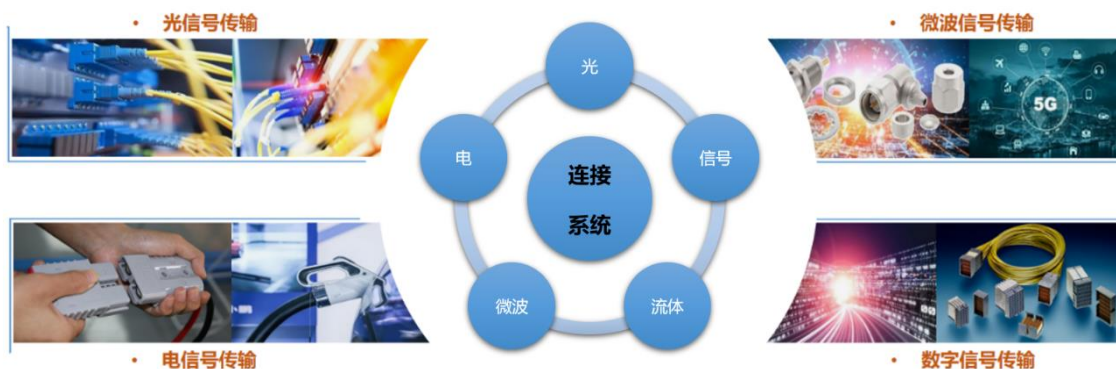 • 光信号传输
• 微波信号传输
光
电
信号
连接
系统
微波
流体
5G
• 电信号传输
• 数字信号传输